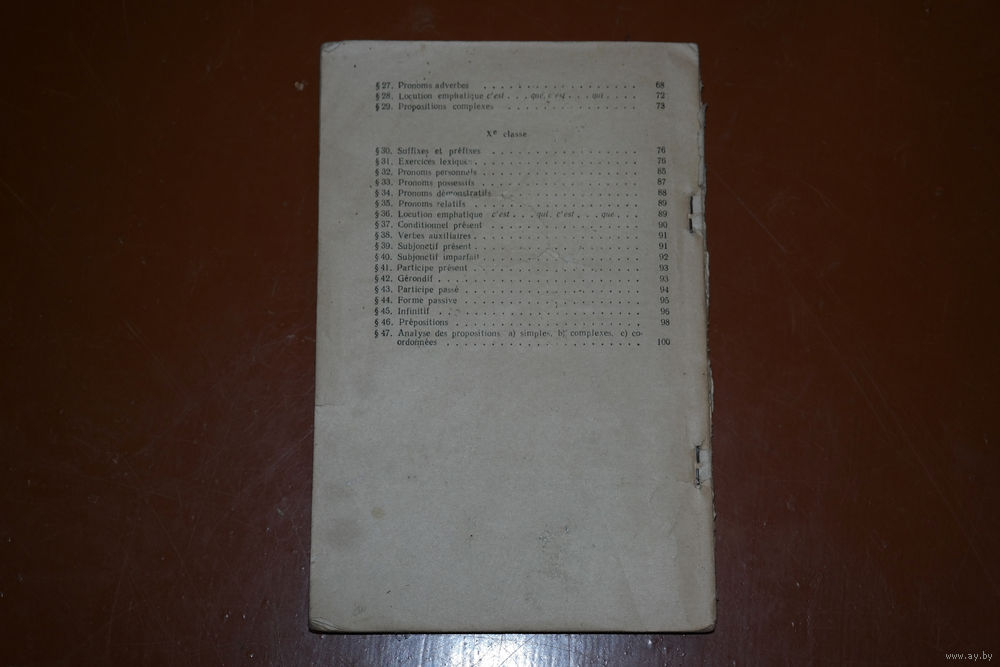 § 27. Pronoms adverbes . . . . . . . . . . . . . . . . . 68
§ 28. Locution emphatique c'est . . . que, c'est . . . qui . . . . 72
§ 29. Propositions complexes . . . . . . . . . . . . . . 73
Xe classe
§ 30. Suffixes et préfixes . . . . . . . . . . . . . . . . 76
§ 31. Exercices lexiques . . . . . . . . . . . . . . . . 76
§ 32. Pronoms personnels . . . . . . . . . . . . . . . . 85
§ 33. Pronoms possessifs . . . . . . . . . . . . . . . . 87
§ 34. Pronoms démonstratifs . . . . . . . . . . . . . . . 88
§ 35. Pronoms relatifs . . . . . . . . . . . . . . . . . 89
§ 36. Locution emphatique c'est . . . qui, c'est . . . que . . . 89
§ 37. Conditionnel présent . . . . . . . . . . . . . . . 90
§ 38. Verbes auxiliaires . . . . . . . . . . . . . . . . 91
§ 39. Subjonctif présent . . . . . . . . . . . . . . . . 91
§ 40. Subjonctif imparfait . . . . . . . . . . . . . . . 92
§ 41. Participe présent . . . . . . . . . . . . . . . . . 93
§ 42. Gérondif . . . . . . . . . . . . . . . . . . . . 93
§ 43. Participe passé . . . . . . . . . . . . . . . . . 94
§ 44. Forme passive . . . . . . . . . . . . . . . . . . 95
§ 45. Infinitif . . . . . . . . . . . . . . . . . . . . 96
§ 46. Prépositions . . . . . . . . . . . . . . . . . . 98
§ 47. Analyse des propositions: a) simples, b) complexes, c) co-
ordonnées . . . . . . . . . . . . . . . . . . . 100
www.ay.by